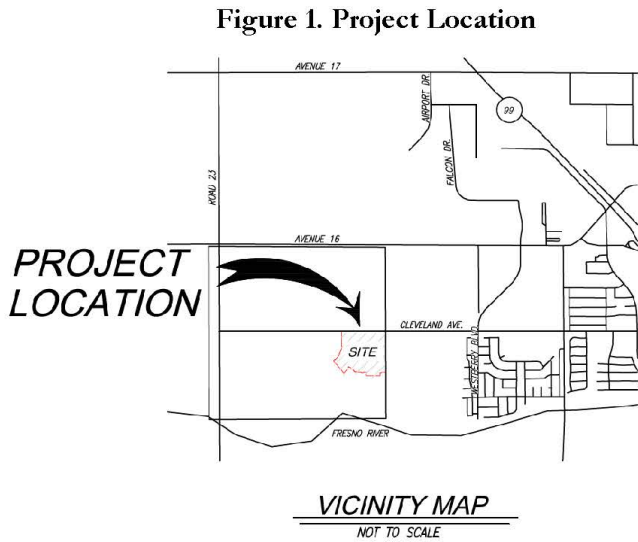 Figure 1. Project Location
AVENUE 17
AIRPORT DR.
99
FALCON DR.
ROAD 23
AVENUE 16
PROJECT
LOCATION
CLEVELAND AVE.
SITE
WESTBERRY BLVD.
FRESNO RIVER
VICINITY MAP
NOT TO SCALE